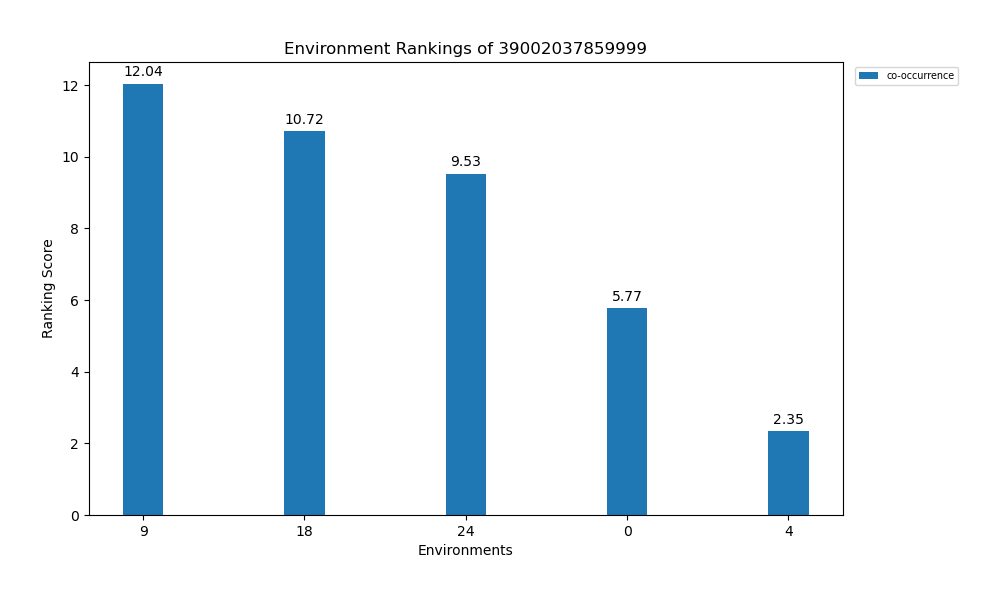 Environment Rankings of 39002037859999
co-occurrence
12.04
10.72
9.53
5.77
2.35
12
10
8
6
4
2
0
Ranking Score
9 18 24 0 4
Environments